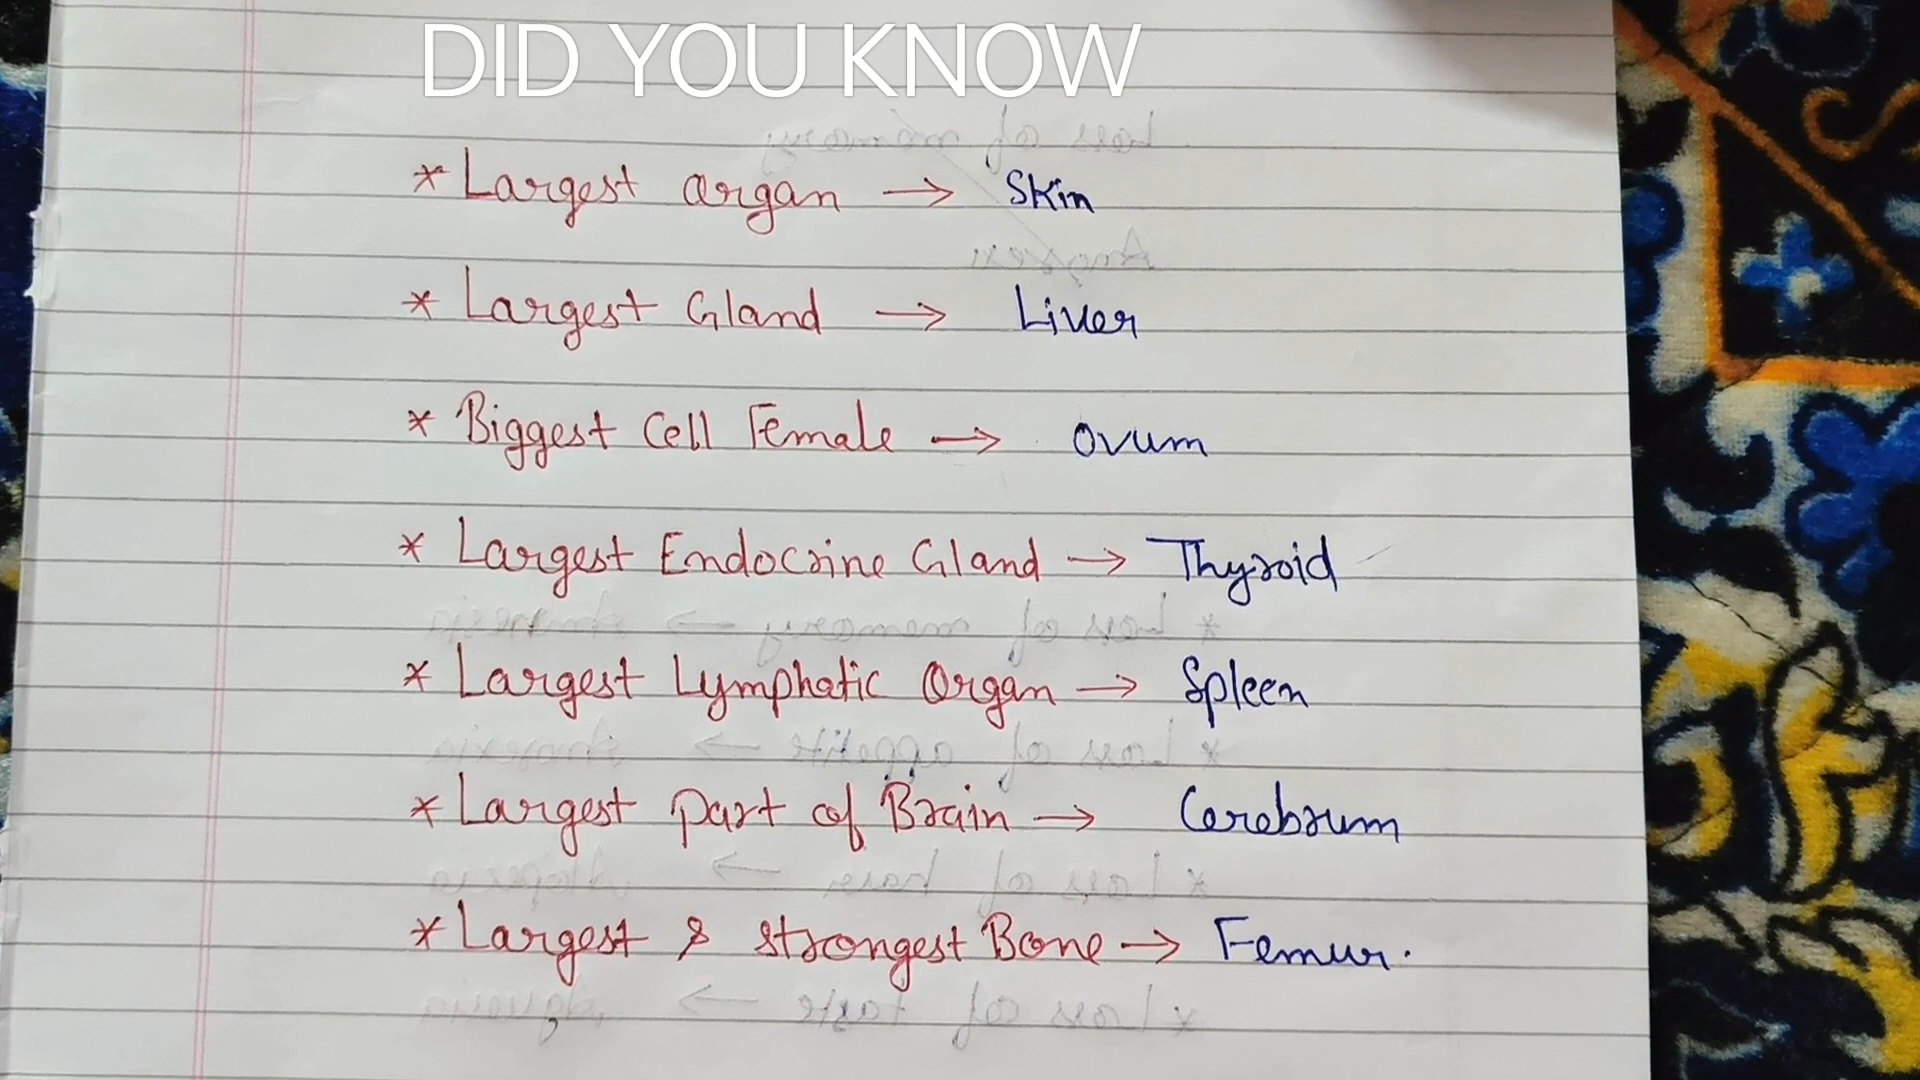 DID YOU KNOW
* Largest organ → Skin
* Largest Gland → Liver
* Biggest Cell Female → Ovum
* Largest Endocrine Gland → Thyroid
* Largest Lymphatic Organ → Spleen
* Largest part of Brain → Cerebrum
* Largest & strongest Bone → Femur.